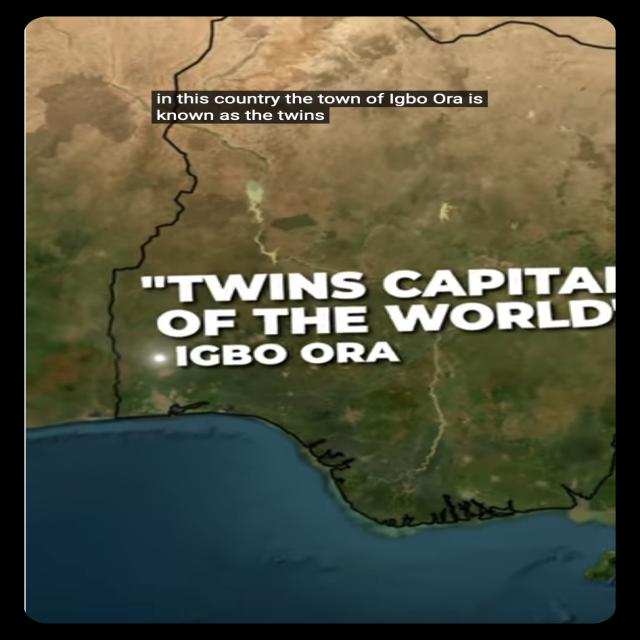 in this country the town of Igbo Ora is
known as the twins
"TWINS CAPITAL
OF THE WORLD"
IGBO ORA